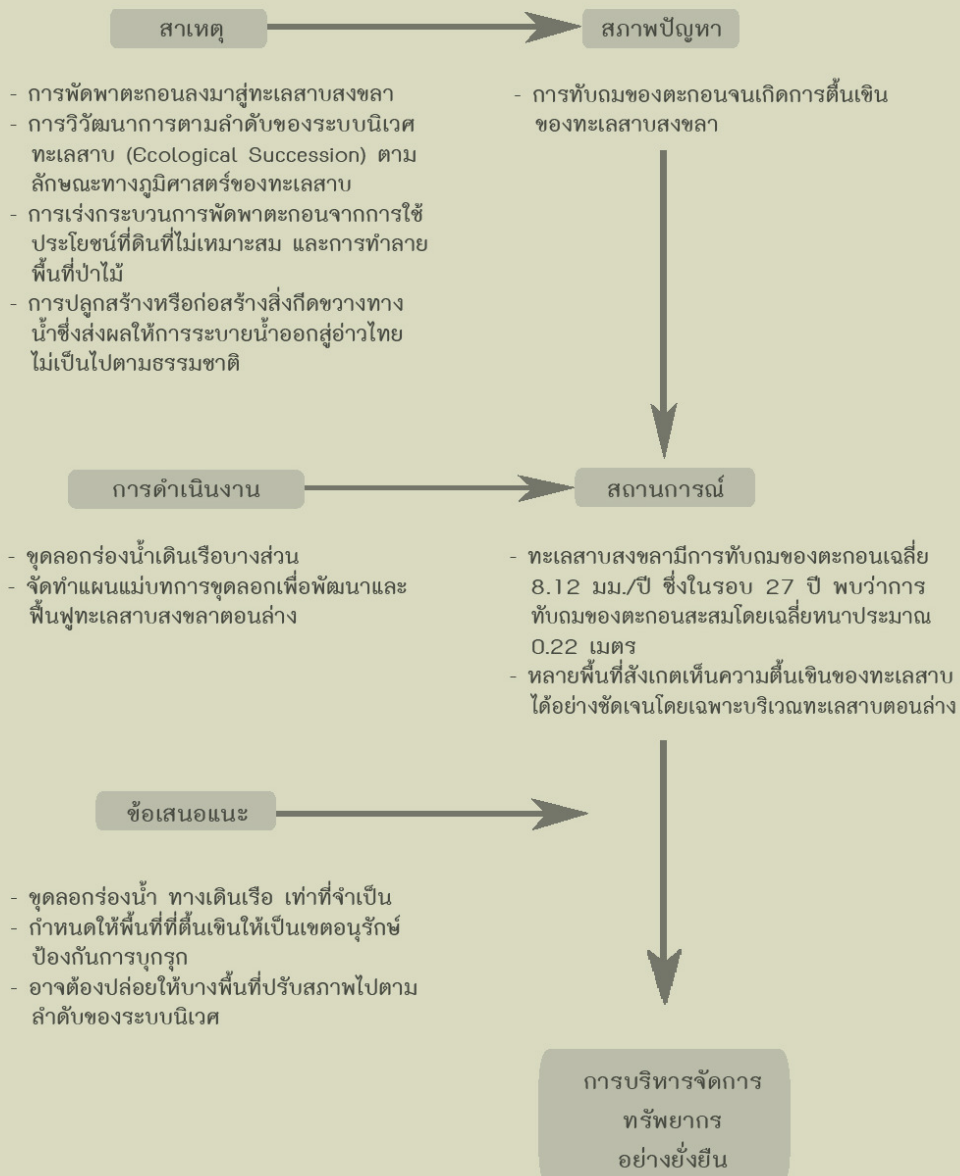 สาเหตุ
สภาพปัญหา
- การพัดพาตะกอนลงมาสู่ทะเลสาบสงขลา
- การวิวัฒนาการตามลำดับของระบบนิเวศ
ทะเลสาบ (Ecological Succession) ตาม
ลักษณะทางภูมิศาสตร์ของทะเลสาบ
- การเร่งกระบวนการพัดพาตะกอนจากการใช้
ประโยชน์ที่ดินที่ไม่เหมาะสม และการทำลาย
พื้นที่ป่าไม้
- การปลูกสร้างหรือก่อสร้างสิ่งกีดขวางทาง
น้ำซึ่งส่งผลให้การระบายน้ำออกสู่อ่าวไทย
ไม่เป็นไปตามธรรมชาติ
- การทับถมของตะกอนจนเกิดการตื้นเขิน
ของทะเลสาบสงขลา
การดำเนินงาน
สถานการณ์
- ขุดลอกร่องน้ำเดินเรือบางส่วน
- จัดทำแผนแม่บทการขุดลอกเพื่อพัฒนาและ
ฟื้นฟูทะเลสาบสงขลาตอนล่าง
- ทะเลสาบสงขลามีการทับถมของตะกอนเฉลี่ย
8.12 มม./ปี ซึ่งในรอบ 27 ปี พบว่าการ
ทับถมของตะกอนสะสมโดยเฉลี่ยหนาประมาณ
0.22 เมตร
- หลายพื้นที่สังเกตเห็นความตื้นเขินของทะเลสาบ
ได้อย่างชัดเจนโดยเฉพาะบริเวณทะเลสาบตอนล่าง
ข้อเสนอแนะ
- ขุดลอกร่องน้ำ ทางเดินเรือ เท่าที่จำเป็น
- กำหนดให้พื้นที่ที่ตื้นเขินให้เป็นเขตอนุรักษ์
ป้องกันการบุกรุก
- อาจต้องปล่อยให้บางพื้นที่ปรับสภาพไปตาม
ลำดับของระบบนิเวศ
การบริหารจัดการ
ทรัพยากร
อย่างยั่งยืน